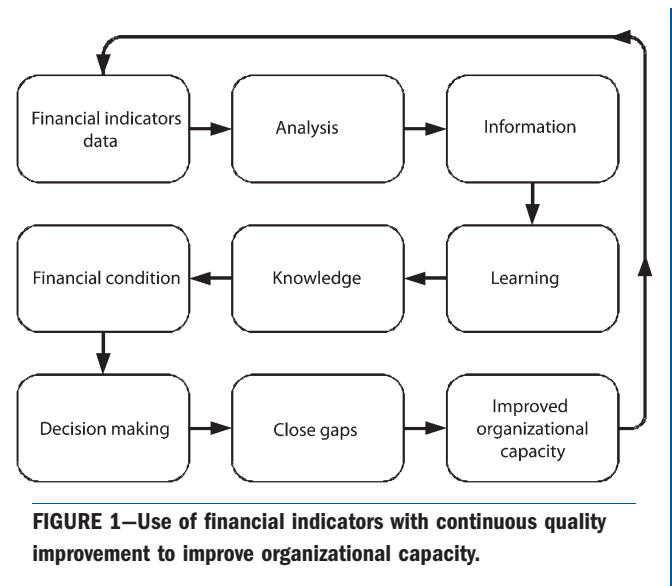 Financial indicators
data
Analysis
Information
Financial condition
Knowledge
Learning
Decision making
Close gaps
Improved
organizational
capacity
FIGURE 1—Use of financial indicators with continuous quality
improvement to improve organizational capacity.